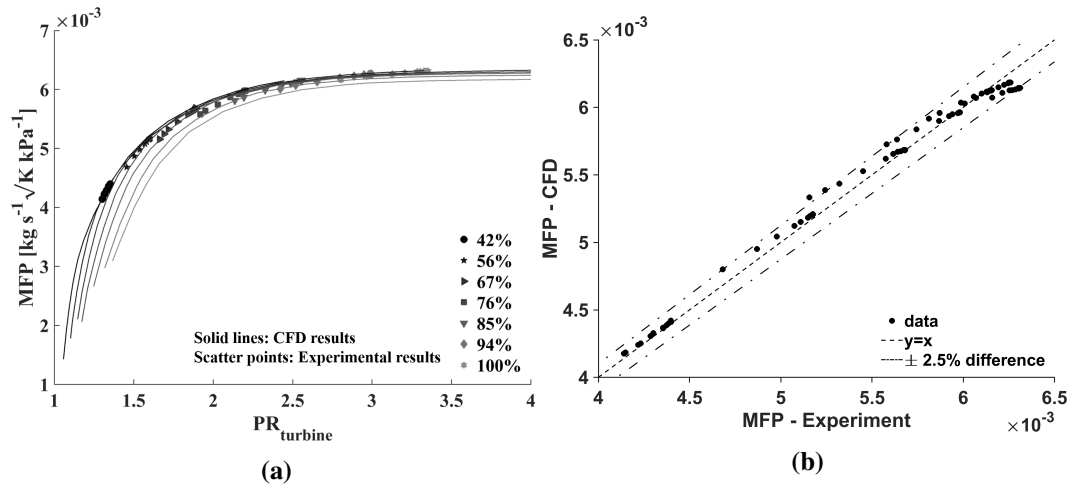 ×10⁻³
7
6
5
4
3
2
1
MFP [kg s⁻¹ √K kPa⁻¹]
42%
56%
67%
76%
85%
94%
100%
Solid lines: CFD results
Scatter points: Experimental results
1 1.5 2 2.5 3 3.5 4
PR turbine
(a)
×10⁻³
6.5
6
5.5
5
4.5
4
MFP - CFD
data
y=x
± 2.5% difference
4 4.5 5 5.5 6 6.5
MFP - Experiment
×10⁻³
(b)